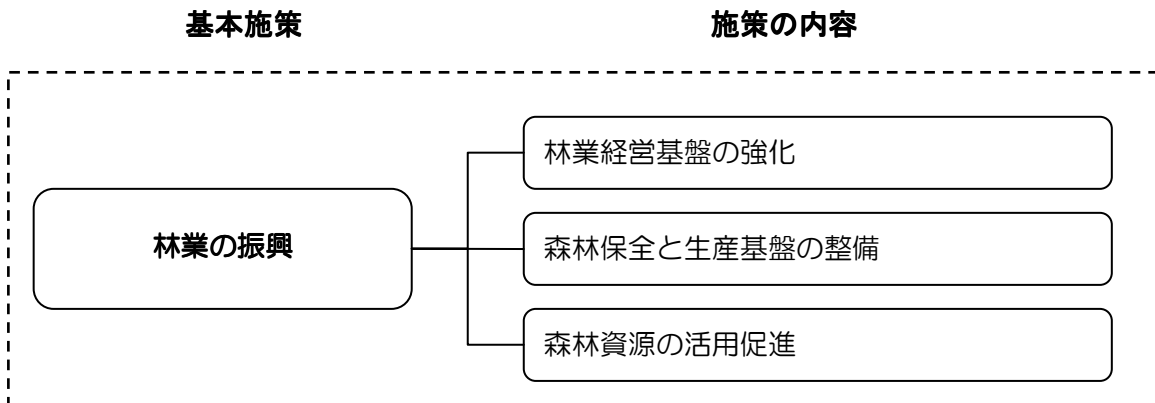 基本施策
施策の内容
林業の振興
林業経営基盤の強化
森林保全と生産基盤の整備
森林資源の活用促進